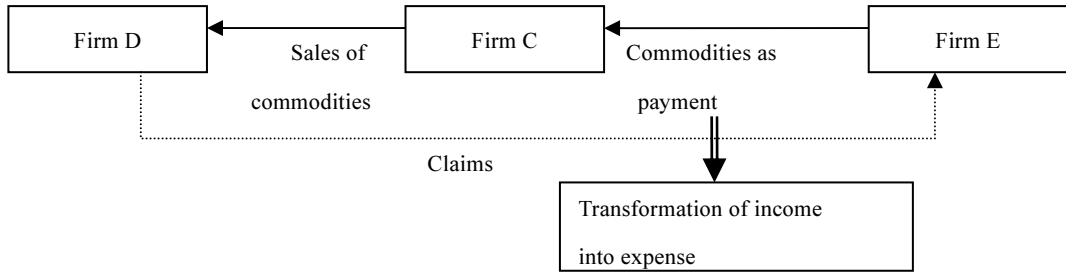 Firm D
Firm C
Firm E
Sales of
commodities
Commodities as
payment
Claims
Transformation of income
into expense